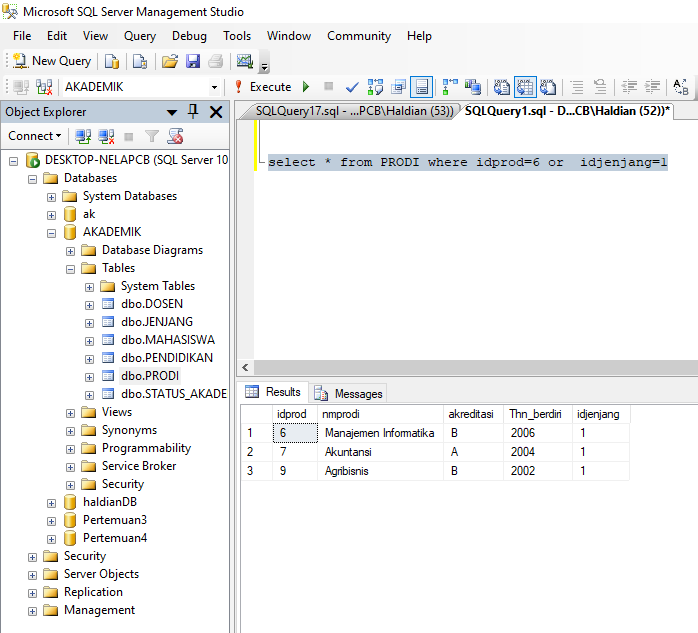 Microsoft SQL Server Management Studio
File Edit View Query Debug Tools Window Community Help
New Query
AKADEMIK Execute
Object Explorer
SQLQuery17.sql - ...PCB\Haldian (53)) SQLQuery1.sql - D...CB\Haldian (52))*
Connect
DESKTOP-NELAPCB (SQL Server 10
Databases
System Databases
ak
AKADEMIK
Database Diagrams
Tables
System Tables
dbo.DOSEN
dbo.JENJANG
dbo.MAHASISWA
dbo.PENDIDIKAN
dbo.PRODI
dbo.STATUS_AKADE
Views
Synonyms
Programmability
Service Broker
Security
haldianDB
Pertemuan3
Pertemuan4
Security
Server Objects
Replication
Management
select * from PRODI where idprod=6 or  idjenjang=1
Results Messages
idprod nmprodi akreditasi Thn_berdiri idjenjang
1 6 Manajemen Informatika B 2006 1
2 7 Akuntansi A 2004 1
3 9 Agribisnis B 2002 1